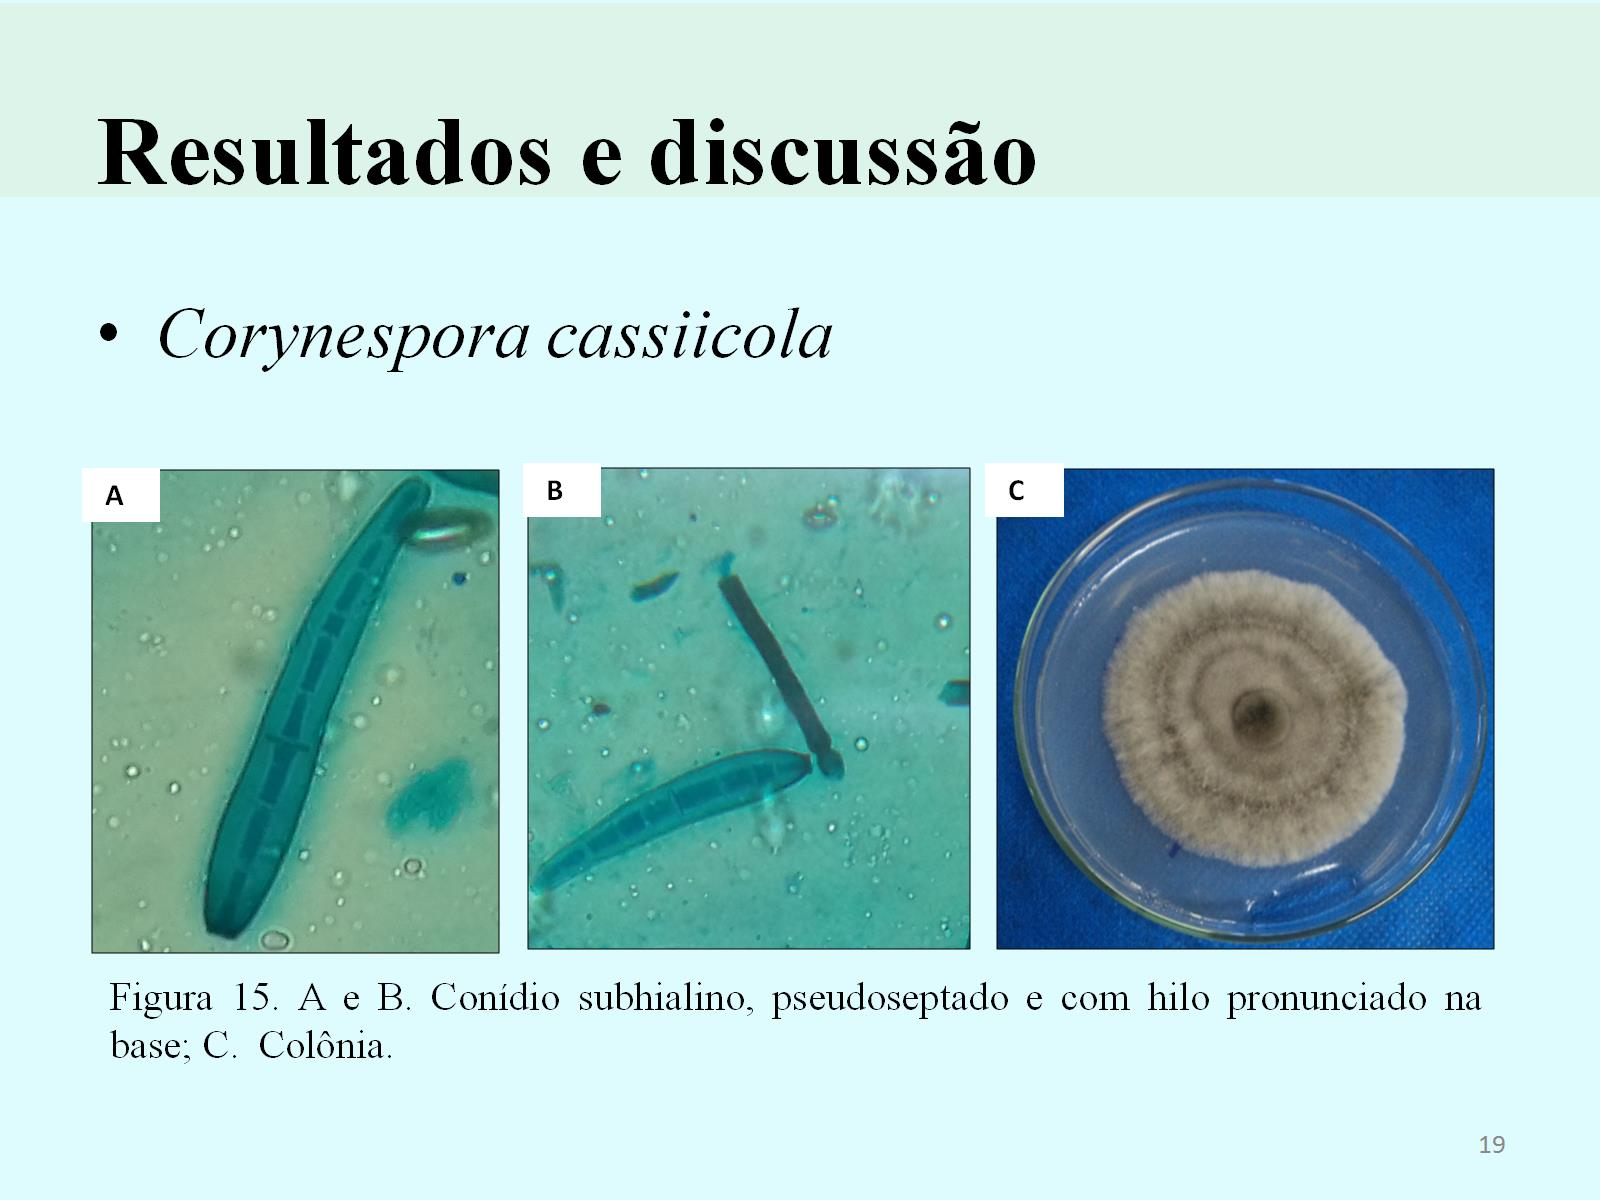 Resultados e discussão
• Corynespora cassiicola
A
B
C
Figura 15. A e B. Conídio subhialino, pseudoseptado e com hilo pronunciado na
base; C. Colônia.
19